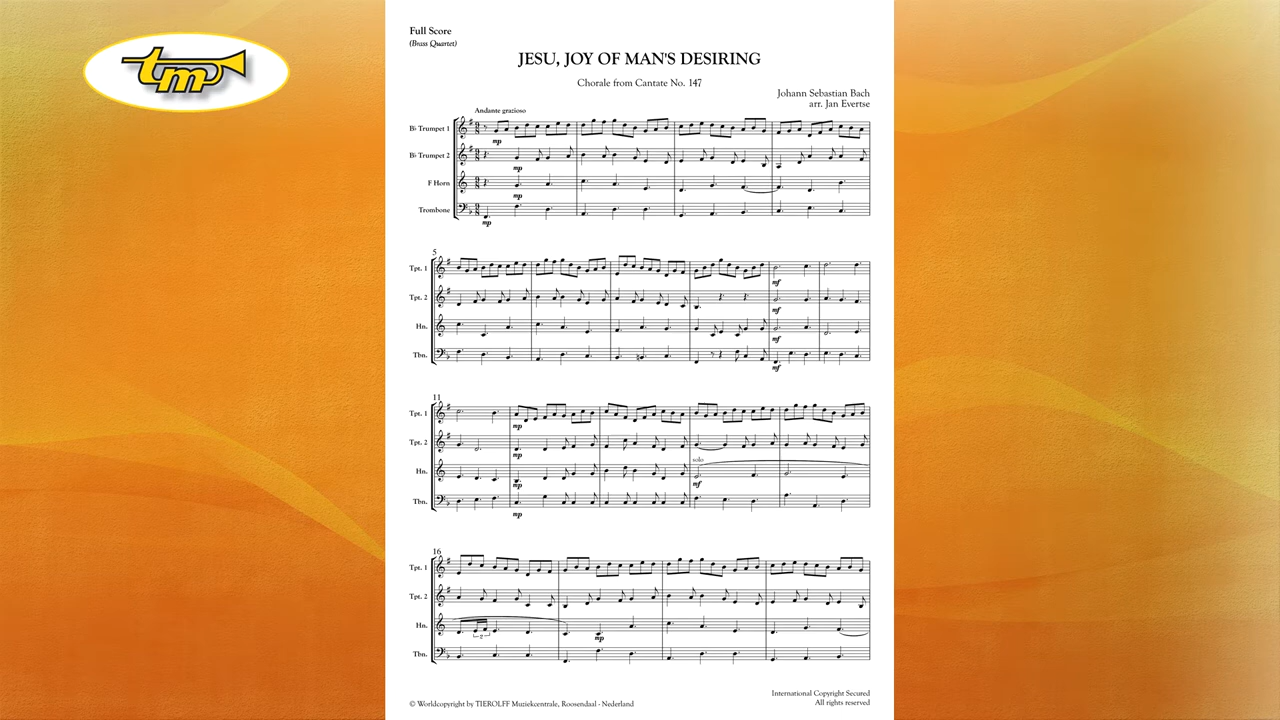 tm
Full Score
(Brass Quartet)
JESU, JOY OF MAN'S DESIRING
Chorale from Cantate No. 147
Johann Sebastian Bach
arr. Jan Evertse
Andante grazioso
B♭ Trumpet 1
mp
B♭ Trumpet 2
mp
F Horn
mp
Trombone
mp
5
Tpt. 1
mf
Tpt. 2
mf
Hn.
mf
Tbn.
mf
11
Tpt. 1
mp
Tpt. 2
mp
solo
Hn.
mp
mf
Tbn.
mp
16
Tpt. 1
Tpt. 2
Hn.
2
mp
Tbn.
International Copyright Secured
© Worldcopyright by TIEROLFF Muziekcentrale, Roosendaal - Nederland
All rights reserved